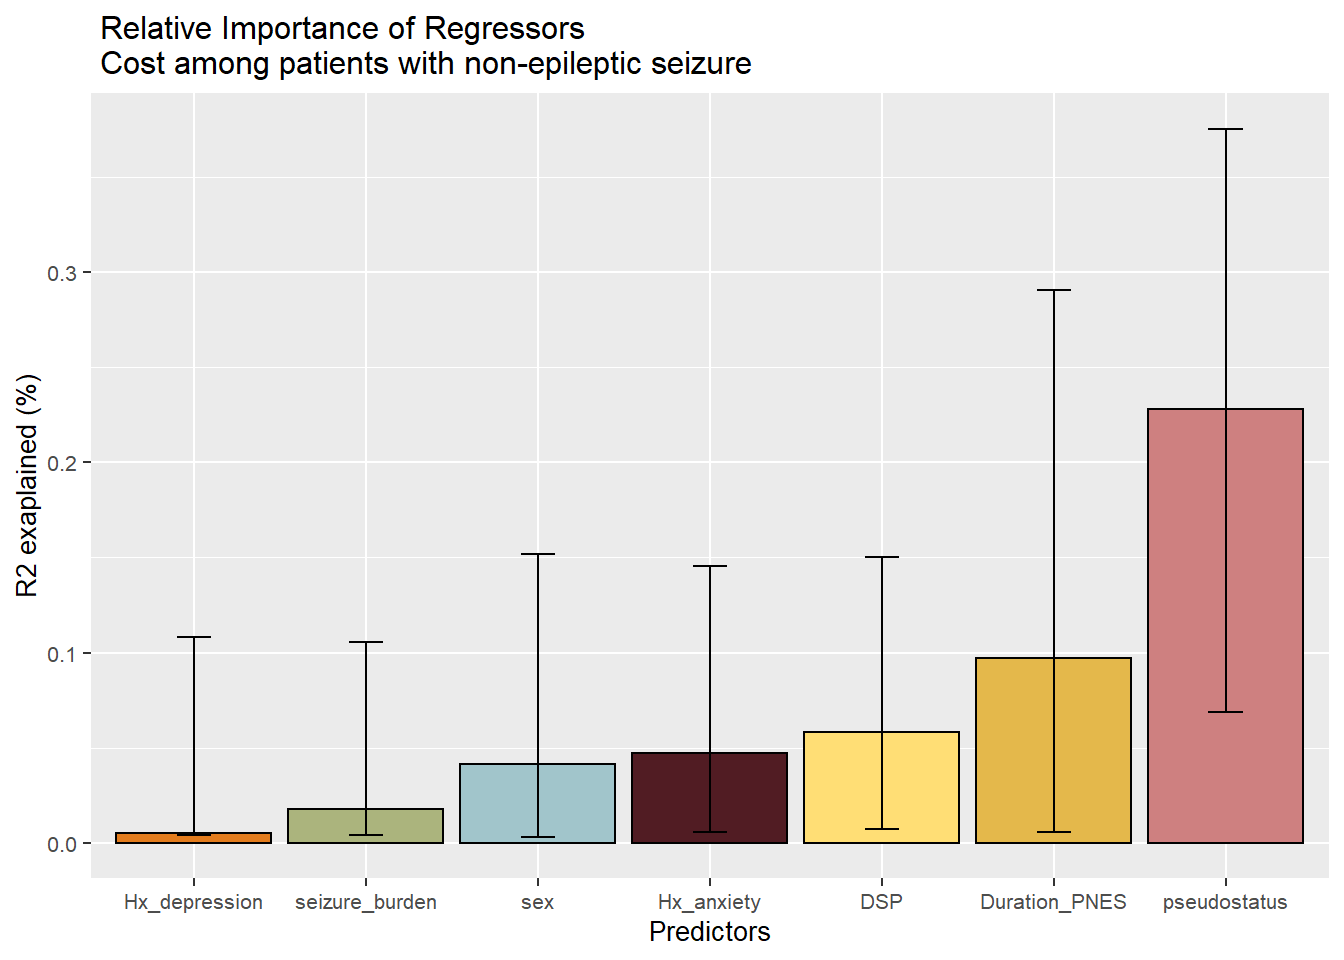 Relative Importance of Regressors
Cost among patients with non-epileptic seizure
R2 exaplained (%)
0.3
0.2
0.1
0.0
Hx_depression seizure_burden sex Hx_anxiety DSP Duration_PNES pseudostatus
Predictors